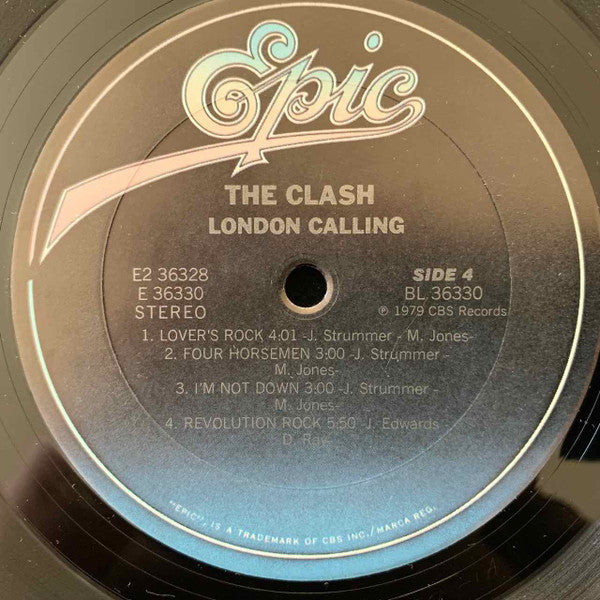 Epic
THE CLASH
LONDON CALLING
E2 36328
E 36330
STEREO
SIDE 4
BL 36330
℗ 1979 CBS Records
1. LOVER'S ROCK 4:01 -J. Strummer - M. Jones-
2. FOUR HORSEMEN 3:00 -J. Strummer -
M. Jones-
3. I'M NOT DOWN 3:00 -J. Strummer -
M. Jones-
4. REVOLUTION ROCK 5:50 -J. Edwards -
D. Ray-
"EPIC", IS A TRADEMARK OF CBS INC./MARCA REG.